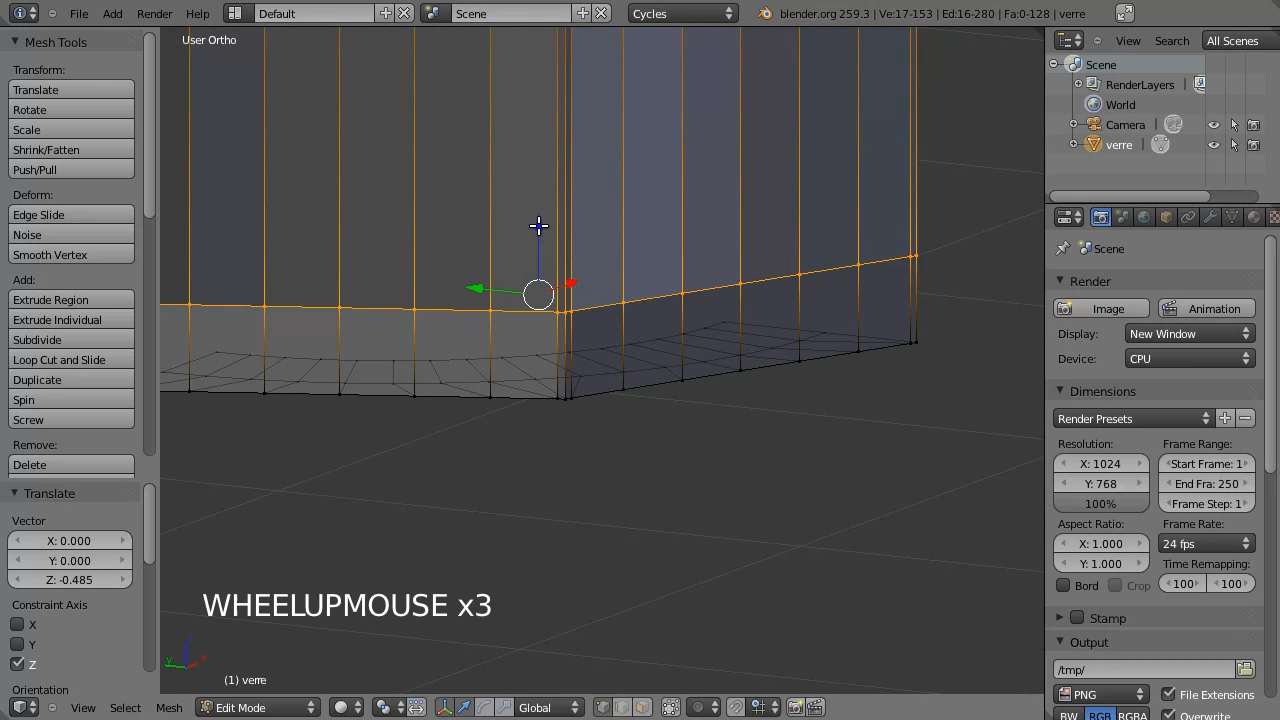 File Add Render Help Default Scene Cycles blender.org 259.3 | Ve:17-153 | Ed:16-280 | Fa:0-128 | verre
Mesh Tools
Transform:
Translate
Rotate
Scale
Shrink/Fatten
Push/Pull
Deform:
Edge Slide
Noise
Smooth Vertex
Add:
Extrude Region
Extrude Individual
Subdivide
Loop Cut and Slide
Duplicate
Spin
Screw
Remove:
Delete
Translate
Vector
X: 0.000
Y: 0.000
Z: -0.485
Constraint Axis
X
Y
Z
Orientation
User Ortho
WHEELUPMOUSE x3
y x
(1) verre
View Select Mesh Edit Mode Global
View Search All Scenes
Scene
RenderLayers
World
Camera
verre
Scene
Render
Image Animation
Display: New Window
Device: CPU
Dimensions
Render Presets
Resolution: Frame Range:
X: 1024 Start Frame: 1
Y: 768 End Fra: 250
100% Frame Step: 1
Aspect Ratio: Frame Rate:
X: 1.000 24 fps
Y: 1.000 Time Remapping:
Bord Crop 100 100
Stamp
Output
/tmp/
PNG File Extensions
BW RGB RGBA Overwrite